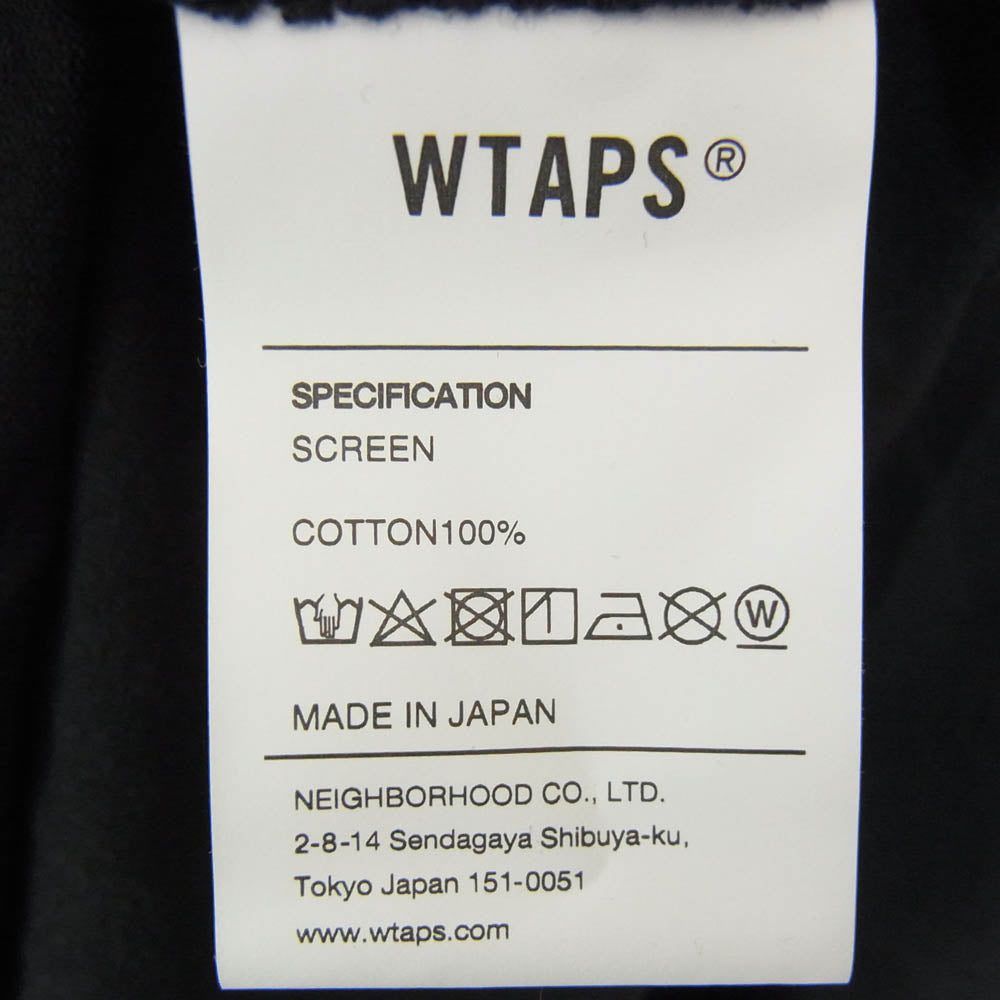 WTAPS®
SPECIFICATION
SCREEN
COTTON100%
W
MADE IN JAPAN
NEIGHBORHOOD CO., LTD.
2-8-14 Sendagaya Shibuya-ku,
Tokyo Japan 151-0051
www.wtaps.com